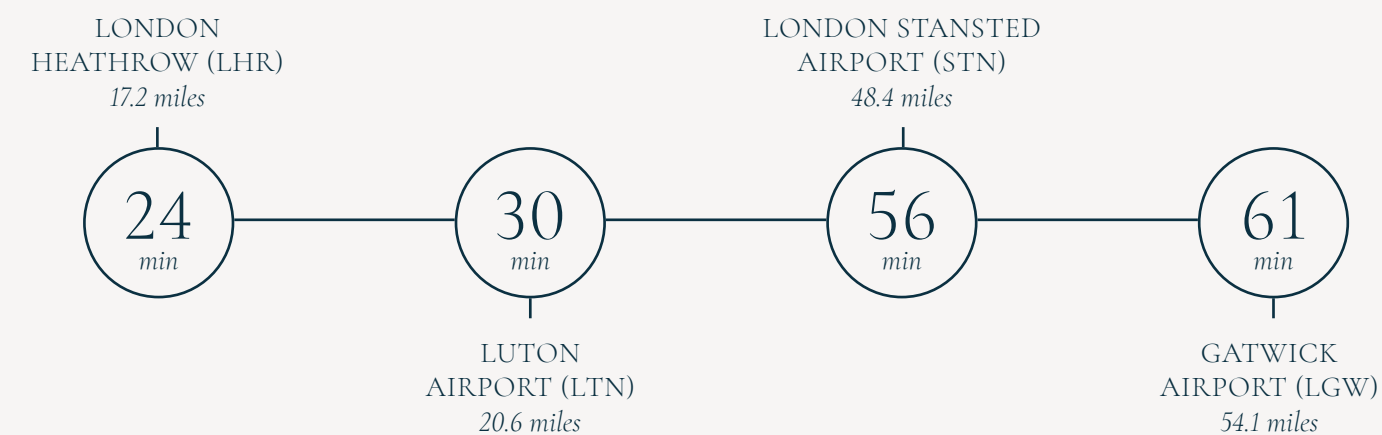 LONDON
HEATHROW (LHR)
17.2 miles
24
min
30
min
LUTON
AIRPORT (LTN)
20.6 miles
LONDON STANSTED
AIRPORT (STN)
48.4 miles
56
min
61
min
GATWICK
AIRPORT (LGW)
54.1 miles